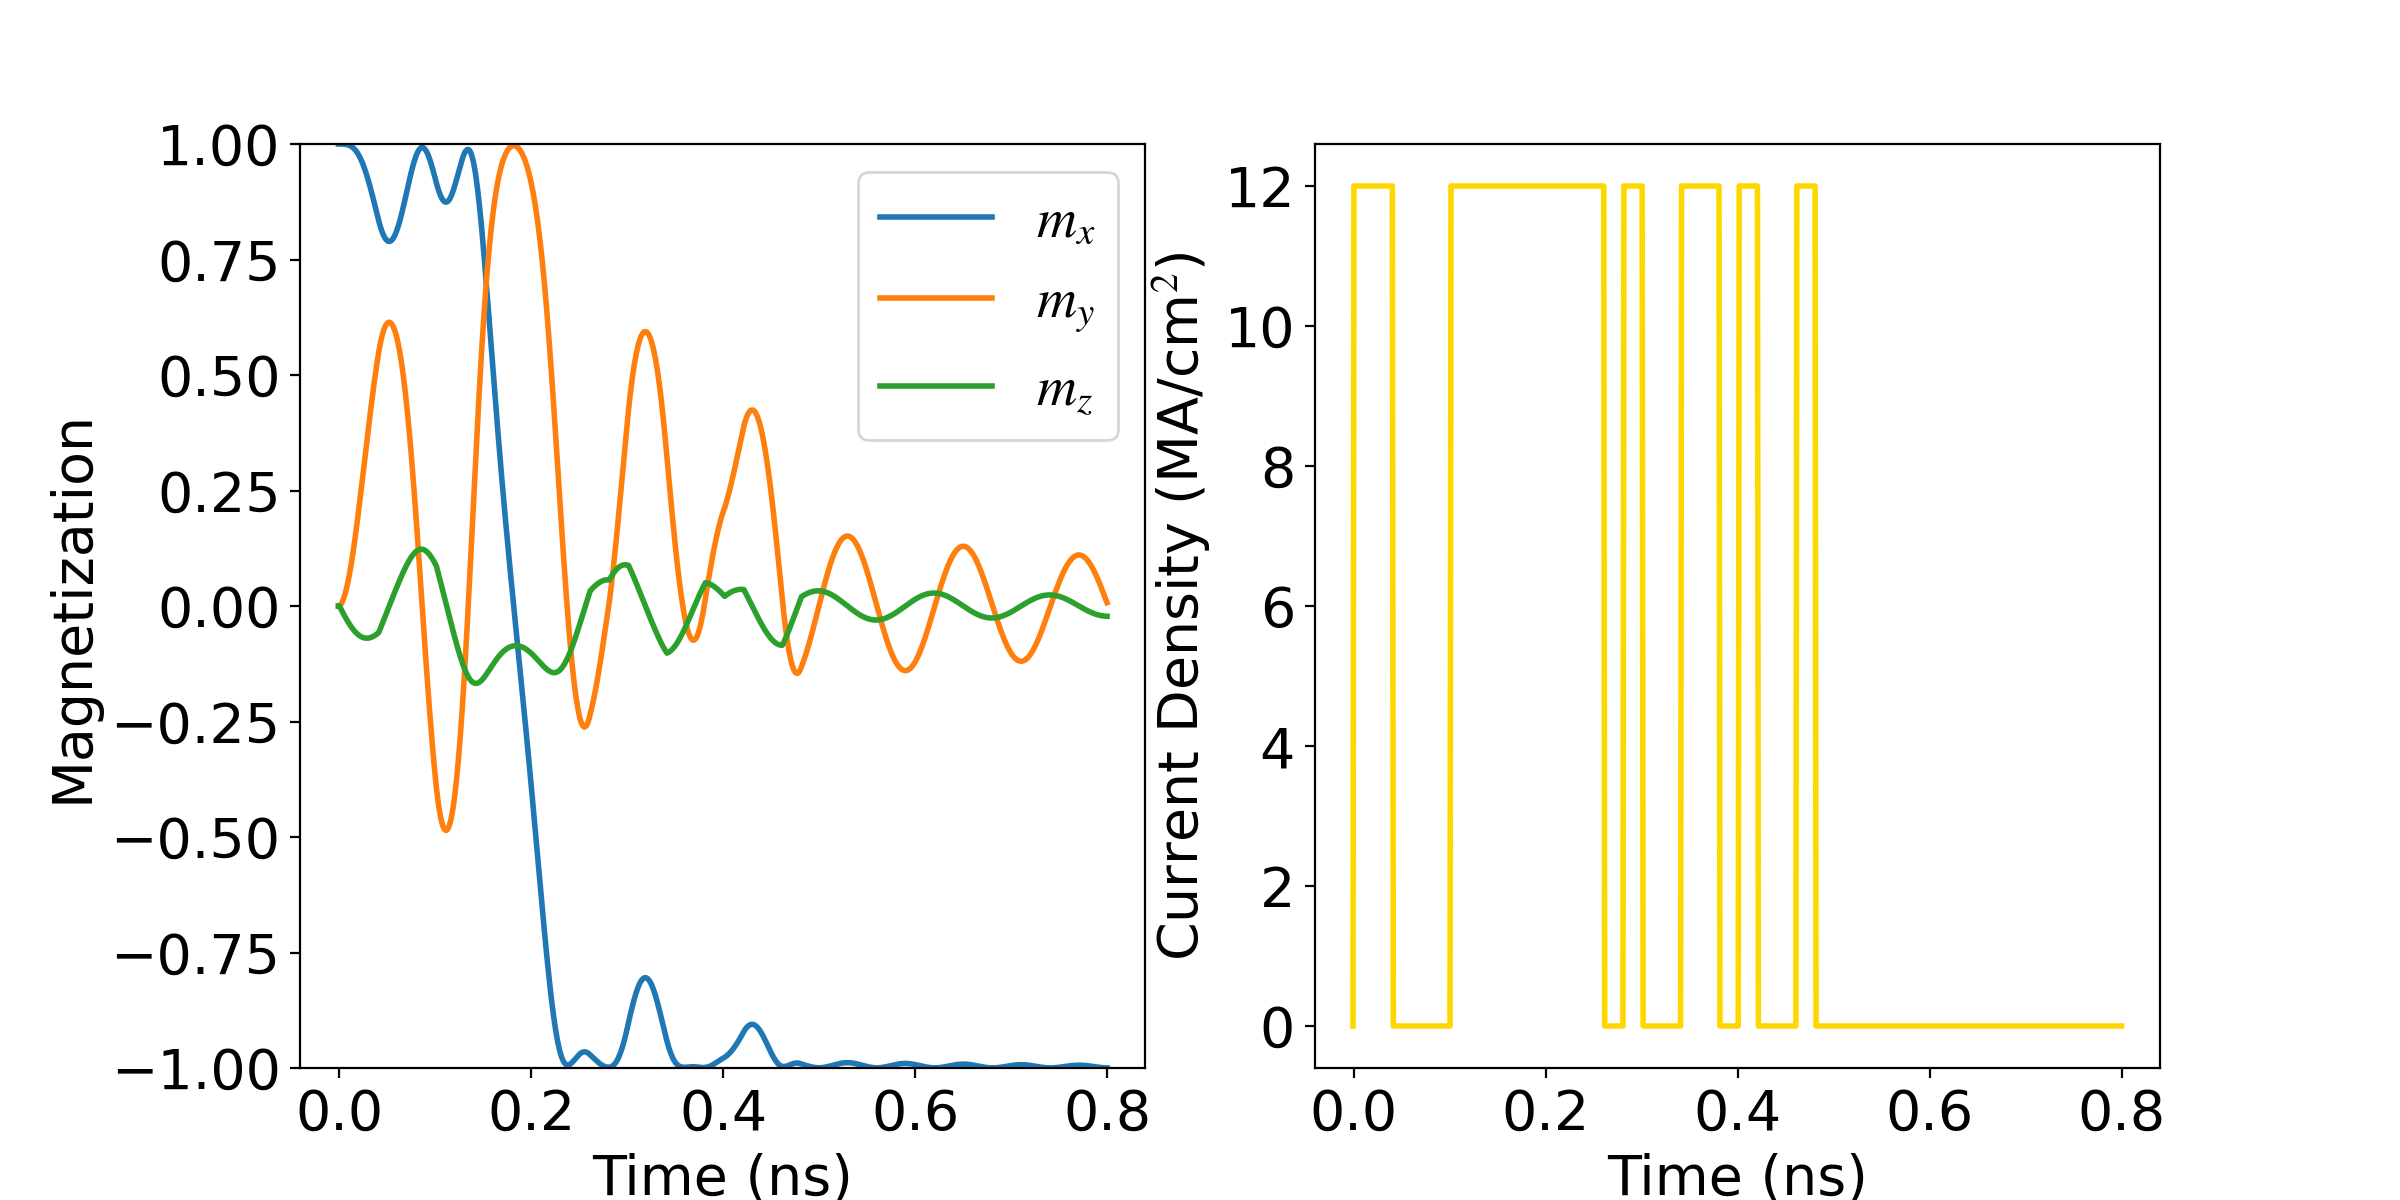 1.00
0.75
0.50
0.25
0.00
−0.25
−0.50
−0.75
−1.00
Magnetization
0.0 0.2 0.4 0.6 0.8
Time (ns)
m_x
m_y
m_z
12
10
8
6
4
2
0
Current Density (MA/cm²)
0.0 0.2 0.4 0.6 0.8
Time (ns)